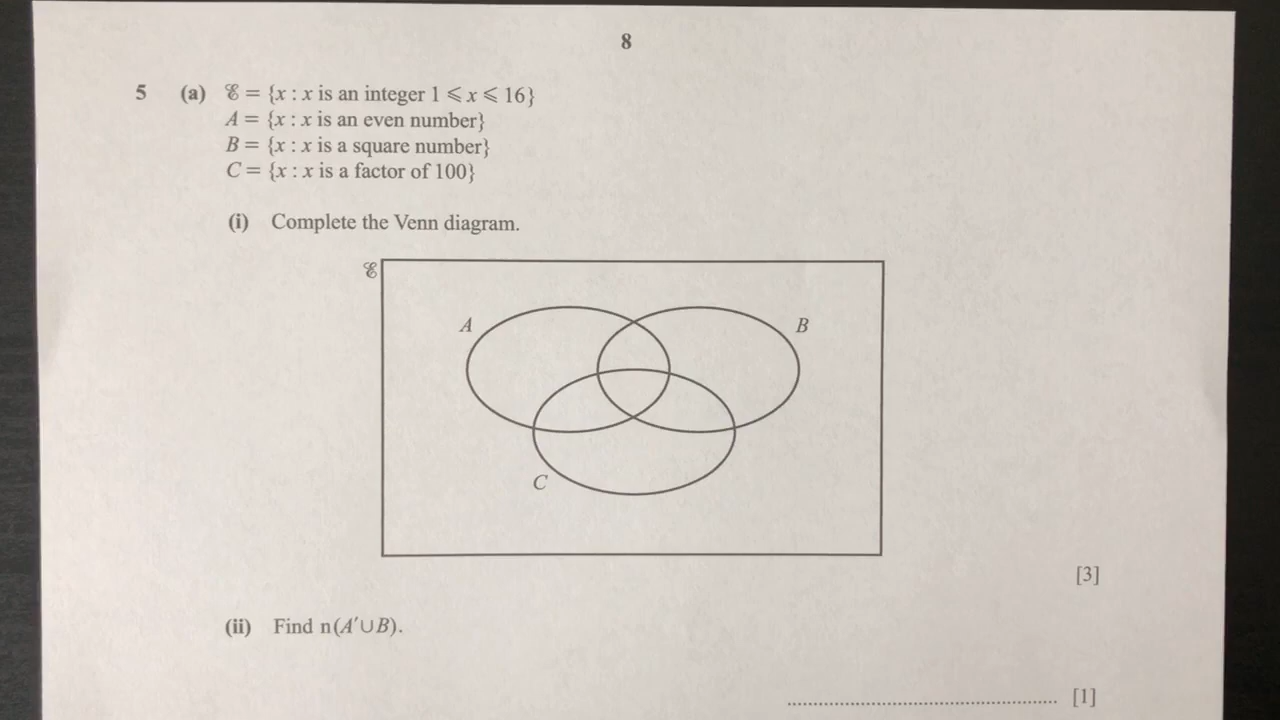 8
5 (a) ℰ = {x : x is an integer 1 ⩽ x ⩽ 16}
A = {x : x is an even number}
B = {x : x is a square number}
C = {x : x is a factor of 100}
(i) Complete the Venn diagram.
ℰ
A B
C
[3]
(ii) Find n(A′∪B).
...................................................... [1]